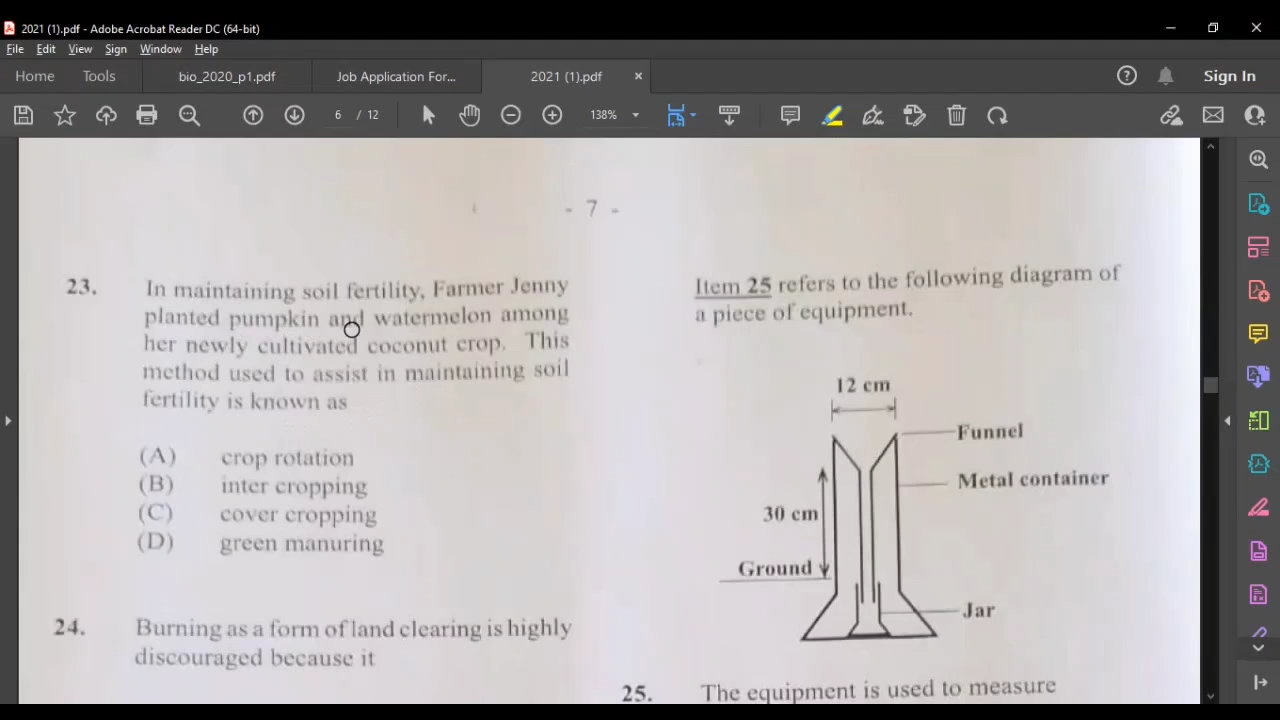 2021 (1).pdf - Adobe Acrobat Reader DC (64-bit)
File Edit View Sign Window Help
Home Tools bio_2020_p1.pdf Job Application For... 2021 (1).pdf × Sign In
6 / 12 138%
- 7 -
23. In maintaining soil fertility, Farmer Jenny
planted pumpkin and watermelon among
her newly cultivated coconut crop. This
method used to assist in maintaining soil
fertility is known as
(A) crop rotation
(B) inter cropping
(C) cover cropping
(D) green manuring
24. Burning as a form of land clearing is highly
discouraged because it
Item 25 refers to the following diagram of
a piece of equipment.
12 cm
Funnel
Metal container
30 cm
Ground
Jar
25. The equipment is used to measure